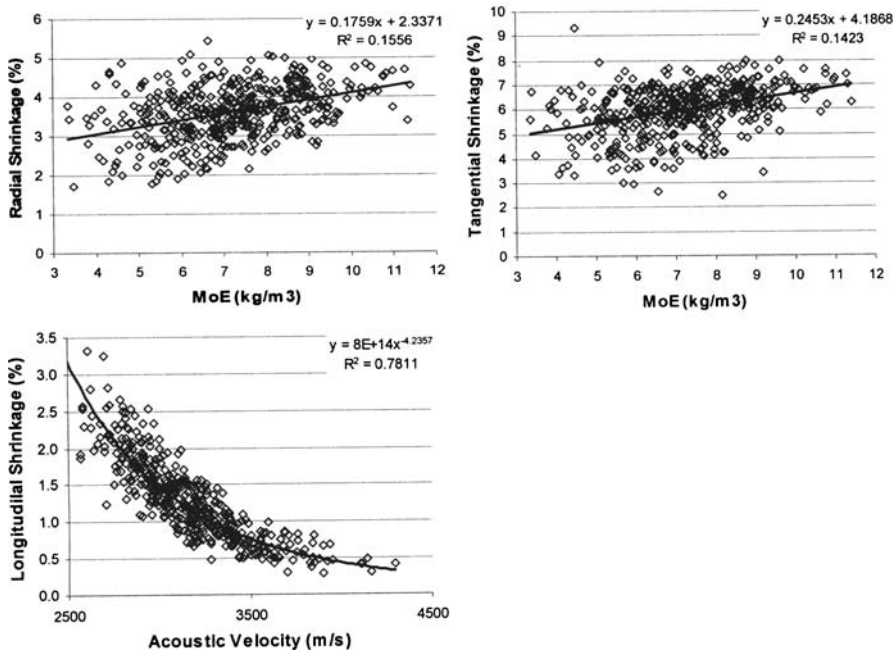 y = 0.1759x + 2.3371
R² = 0.1556
Radial Shrinkage (%)
6
5
4
3
2
1
0
3 4 5 6 7 8 9 10 11 12
MoE (kg/m3)
y = 0.2453x + 4.1868
R² = 0.1423
Tangential Shrinkage (%)
10
9
8
7
6
5
4
3
2
1
0
3 4 5 6 7 8 9 10 11 12
MoE (kg/m3)
y = 8E+14x^-4.2357
R² = 0.7811
Longitudilal Shrinkage (%)
3.5
3.0
2.5
2.0
1.5
1.0
0.5
0.0
2500 3500 4500
Acoustic Velocity (m/s)